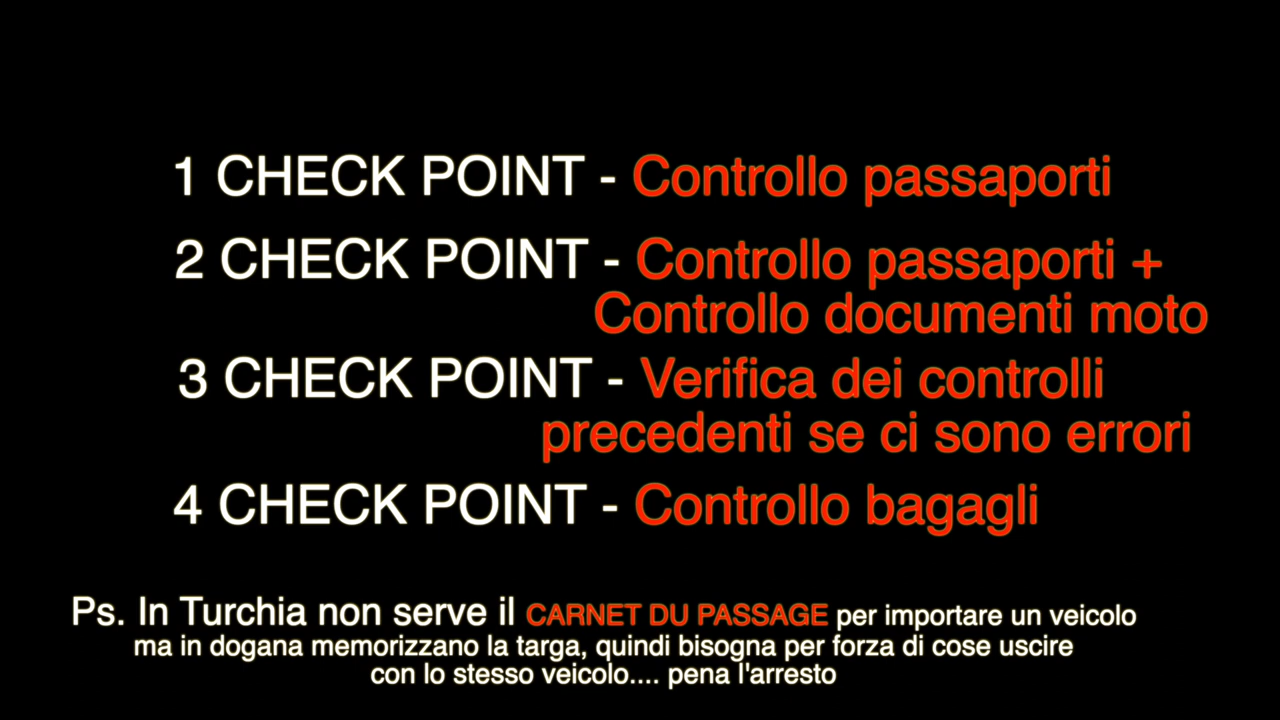 1 CHECK POINT - Controllo passaporti
2 CHECK POINT - Controllo passaporti +
Controllo documenti moto
3 CHECK POINT - Verifica dei controlli
precedenti se ci sono errori
4 CHECK POINT - Controllo bagagli
Ps. In Turchia non serve il CARNET DU PASSAGE per importare un veicolo
ma in dogana memorizzano la targa, quindi bisogna per forza di cose uscire
con lo stesso veicolo.... pena l'arresto